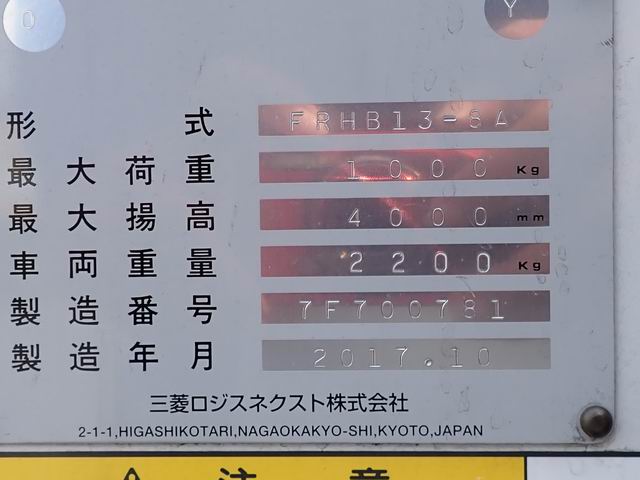 O Y
形式 FRHB13-8A
最大荷重 1000 Kg
最大揚高 4000 mm
車両重量 2200 Kg
製造番号 7F700781
製造年月 2017.10
三菱ロジスネクスト株式会社
2-1-1,HIGASHIKOTARI,NAGAOKAKYO-SHI,KYOTO,JAPAN
注意